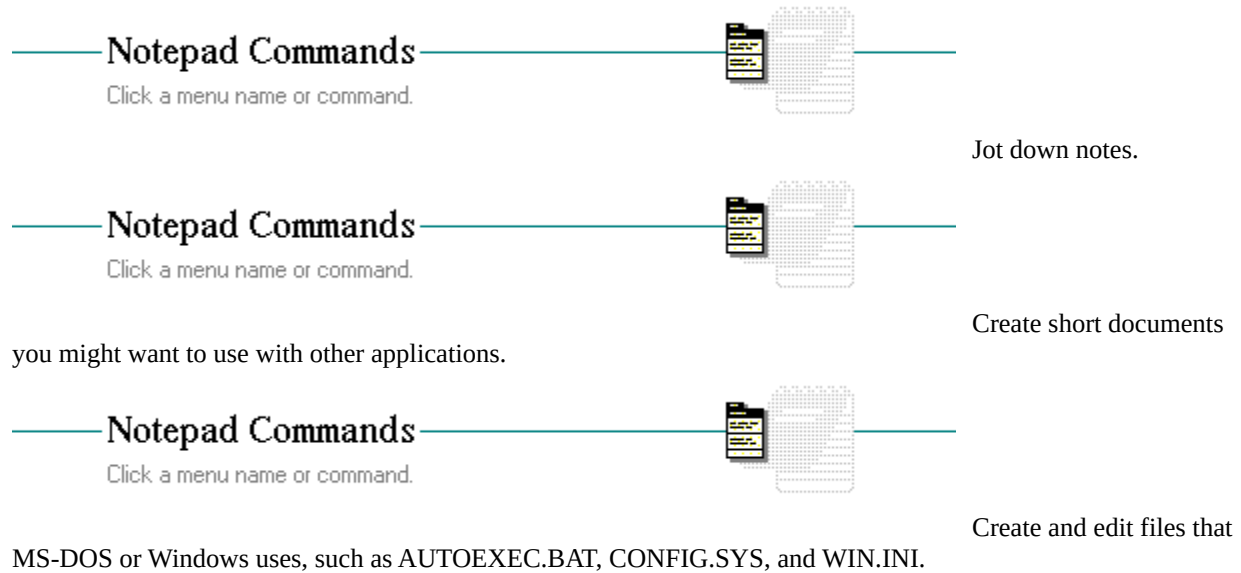 Notepad Commands
Click a menu name or command.
Jot down notes.
Notepad Commands
Click a menu name or command.
Create short documents
you might want to use with other applications.
Notepad Commands
Click a menu name or command.
Create and edit files that
MS-DOS or Windows uses, such as AUTOEXEC.BAT, CONFIG.SYS, and WIN.INI.